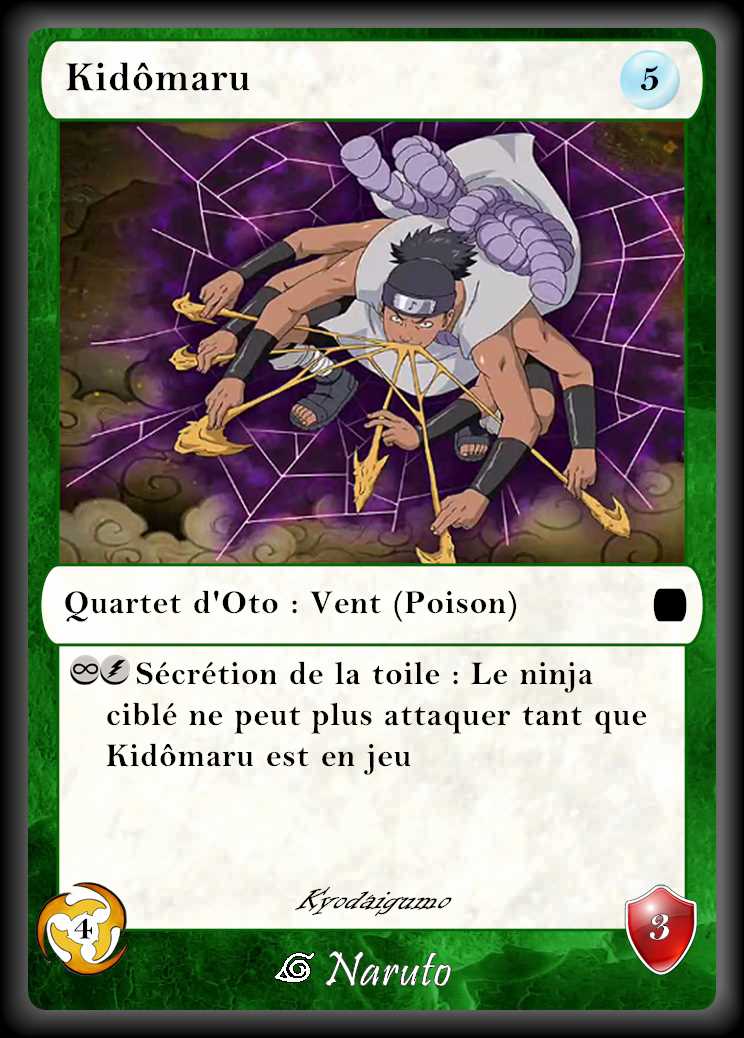 Kidômaru
5
Quartet d'Oto : Vent (Poison)
Sécrétion de la toile : Le ninja
ciblé ne peut plus attaquer tant que
Kidômaru est en jeu
Kyodaigumo
4
3
Naruto